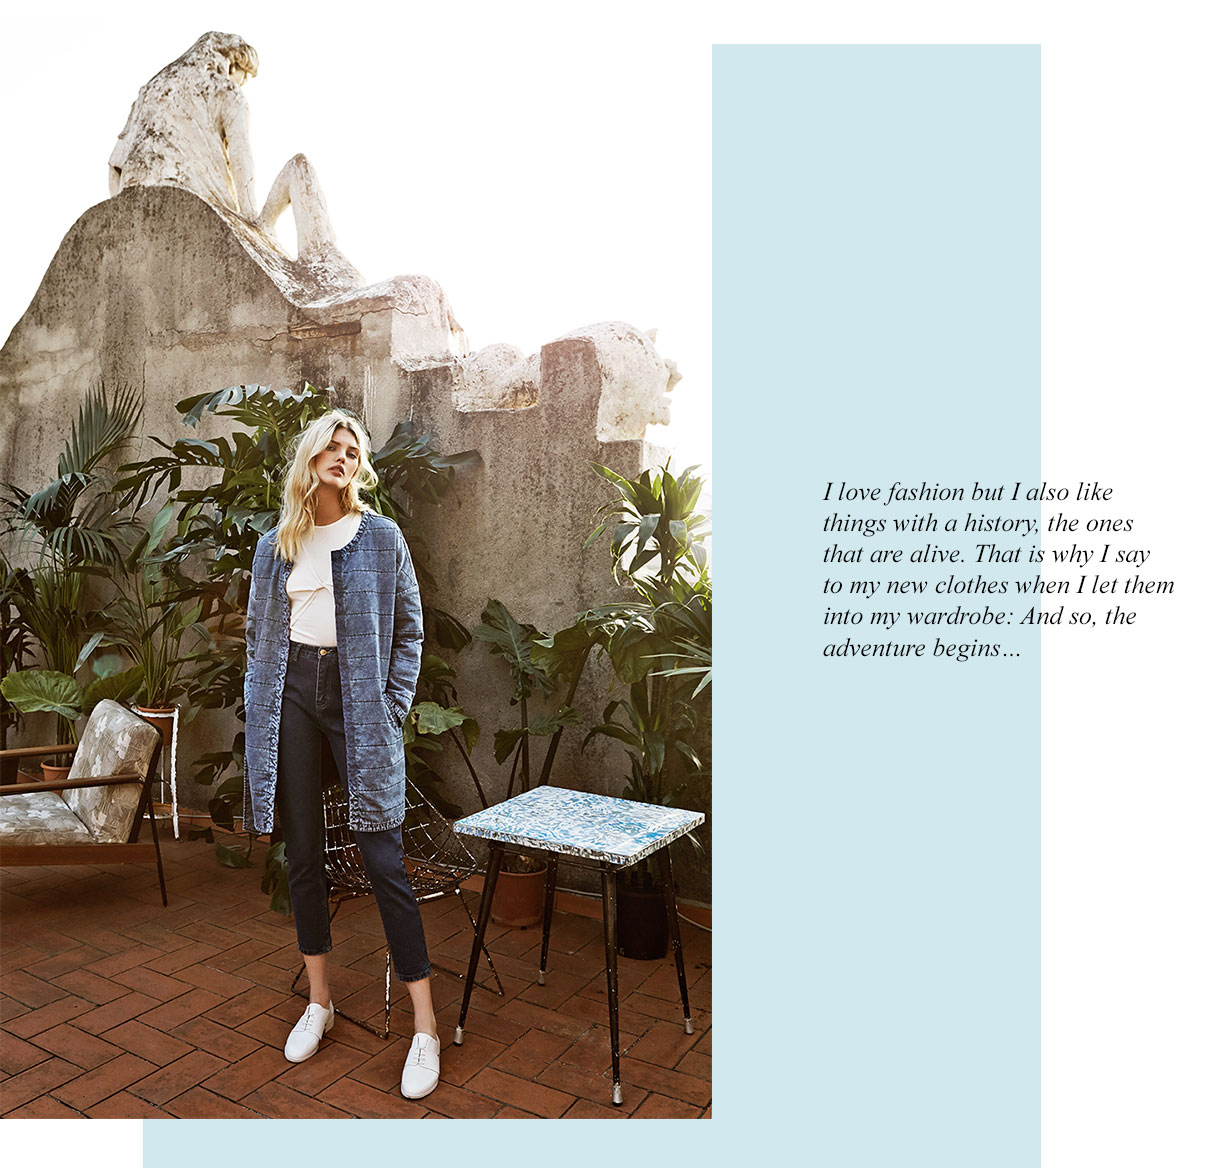 I love fashion but I also like
things with a history, the ones
that are alive. That is why I say
to my new clothes when I let them
into my wardrobe: And so, the
adventure begins…